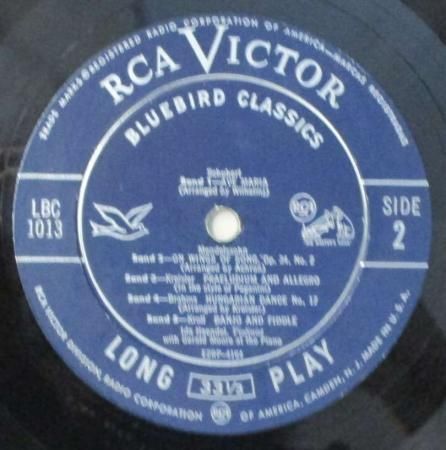 TRADE MARKS ® REGISTERED RADIO CORPORATION OF AMERICA—MARCAS REGISTRADAS
RCA VICTOR
BLUEBIRD CLASSICS
Schubert
Band 1—AVE MARIA
(Arranged by Wilhelmj)
LBC
1013
RCA
SIDE
2
Mendelssohn
Band 2—ON WINGS OF SONG, Op. 34, No. 2
(Arranged by Achron)
Band 3—Kreisler PRAELUDIUM AND ALLEGRO
(In the style of Pugnani)
Band 4—Brahms HUNGARIAN DANCE No. 17
Band 5—Kroll BANJO AND FIDDLE
Ida Haendel, Violinist
with Gerald Moore at the Piano
LONG 33⅓ PLAY
RCA VICTOR DIVISION, RADIO CORPORATION RCA OF AMERICA, CAMDEN, N. J. MADE IN U.S.A.